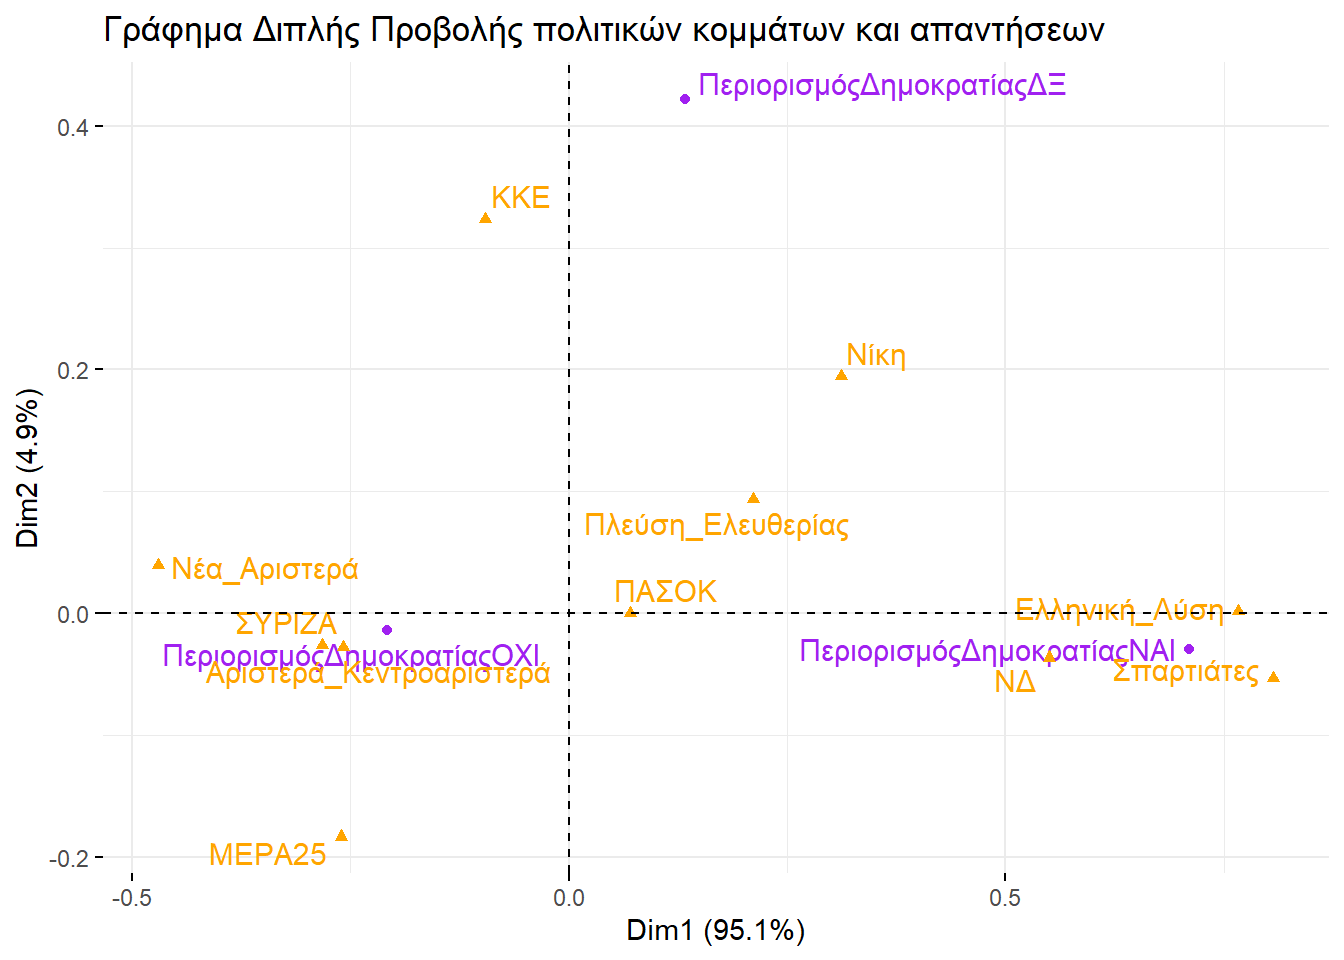 Γράφημα Διπλής Προβολής πολιτικών κομμάτων και απαντήσεων
ΠεριορισμόςΔημοκρατίαςΔΞ
0.4
ΚΚΕ
Νίκη
0.2
Dim2 (4.9%)
Πλεύση_Ελευθερίας
Νέα_Αριστερά
ΠΑΣΟΚ
0.0
Ελληνική_Λύση
ΣΥΡΙΖΑ
ΠεριορισμόςΔημοκρατίαςΟΧΙ
ΠεριορισμόςΔημοκρατίαςΝΑΙ
Αριστερά_Κεντροαριστερά
Σπαρτιάτες
ΝΔ
ΜΕΡΑ25
-0.2
-0.5
0.0
0.5
Dim1 (95.1%)